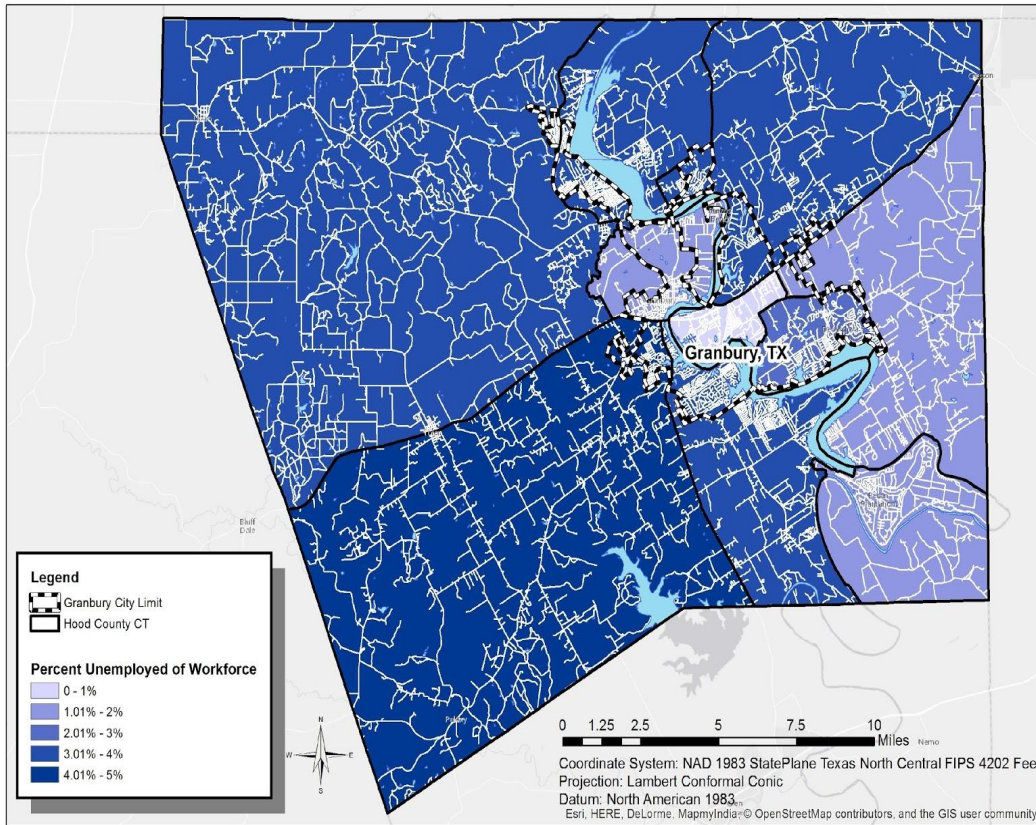 Granbury, TX
Bluff
Dale
Legend
Granbury City Limit
Hood County CT
Percent Unemployed of Workforce
0 - 1%
1.01% - 2%
2.01% - 3%
3.01% - 4%
4.01% - 5%
N
W E
S
0 1.25 2.5 5 7.5 10
Miles
Nemo
Coordinate System: NAD 1983 StatePlane Texas North Central FIPS 4202 Fee
Projection: Lambert Conformal Conic
Datum: North American 1983
Esri, HERE, DeLorme, MapmyIndia, © OpenStreetMap contributors, and the GIS user community